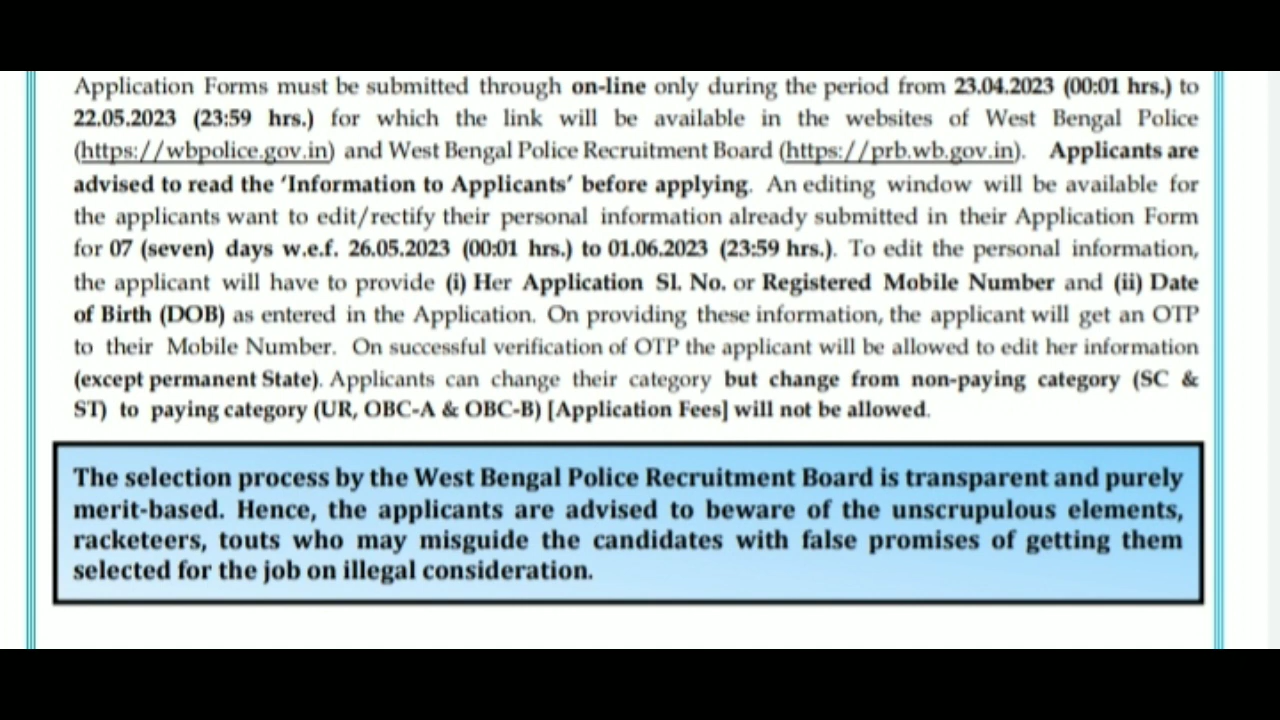 Application Forms must be submitted through on-line only during the period from 23.04.2023 (00:01 hrs.) to
22.05.2023 (23:59 hrs.) for which the link will be available in the websites of West Bengal Police
(https://wbpolice.gov.in) and West Bengal Police Recruitment Board (https://prb.wb.gov.in). Applicants are
advised to read the ‘Information to Applicants’ before applying. An editing window will be available for
the applicants want to edit/rectify their personal information already submitted in their Application Form
for 07 (seven) days w.e.f. 26.05.2023 (00:01 hrs.) to 01.06.2023 (23:59 hrs.). To edit the personal information,
the applicant will have to provide (i) Her Application Sl. No. or Registered Mobile Number and (ii) Date
of Birth (DOB) as entered in the Application. On providing these information, the applicant will get an OTP
to their Mobile Number. On successful verification of OTP the applicant will be allowed to edit her information
(except permanent State). Applicants can change their category but change from non-paying category (SC &
ST) to paying category (UR, OBC-A & OBC-B) [Application Fees] will not be allowed.
The selection process by the West Bengal Police Recruitment Board is transparent and purely
merit-based. Hence, the applicants are advised to beware of the unscrupulous elements,
racketeers, touts who may misguide the candidates with false promises of getting them
selected for the job on illegal consideration.